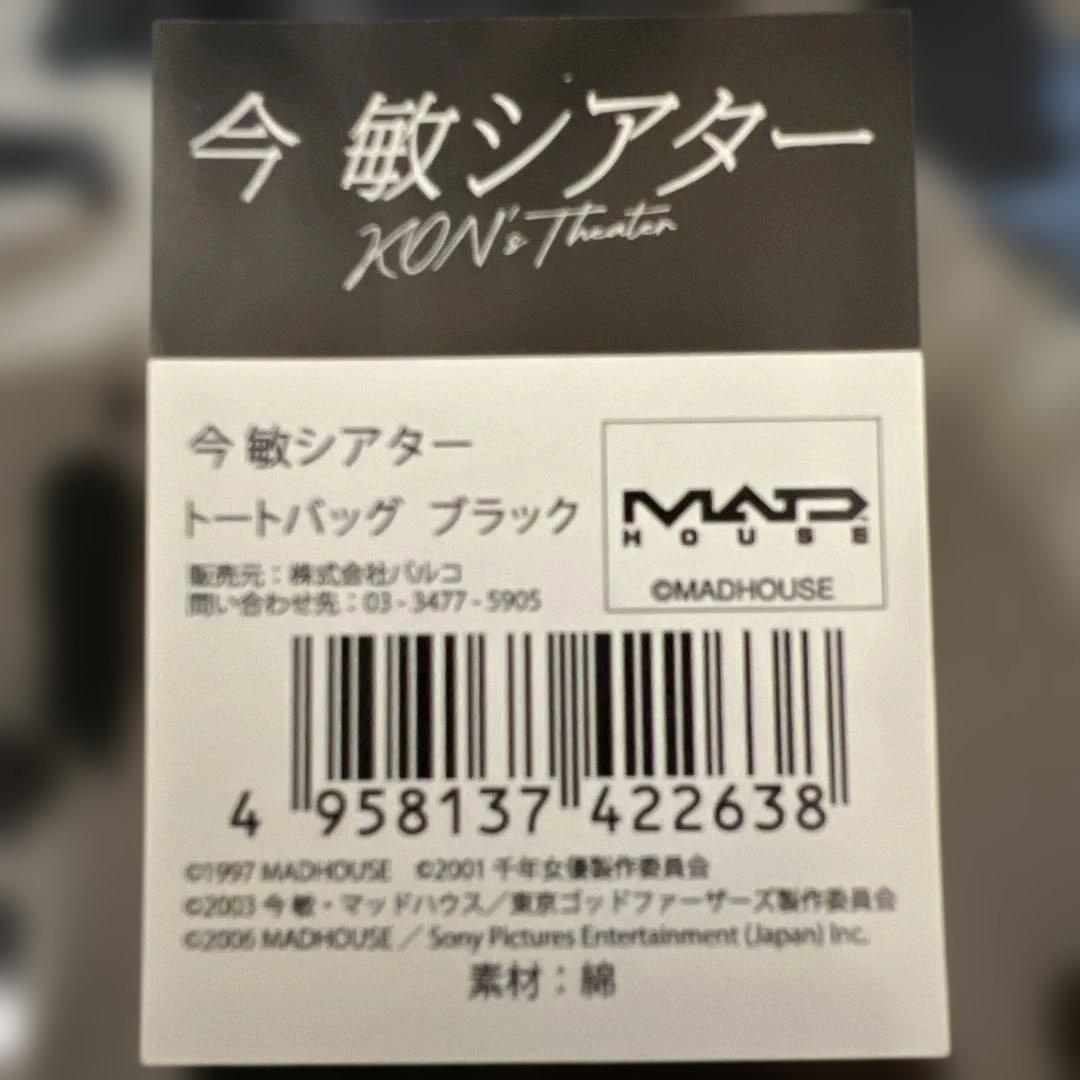 今 敏シアター
KON's Theater
今 敏シアター
トートバッグ ブラック
販売元：株式会社パルコ
問い合わせ先：03-3477-5905
MAD
HOUSE
©MADHOUSE
4 958137 422638
©1997 MADHOUSE ©2001 千年女優製作委員会
©2003 今 敏・マッドハウス／東京ゴッドファーザーズ製作委員会
©2006 MADHOUSE ／ Sony Pictures Entertainment (Japan) Inc.
素材：綿